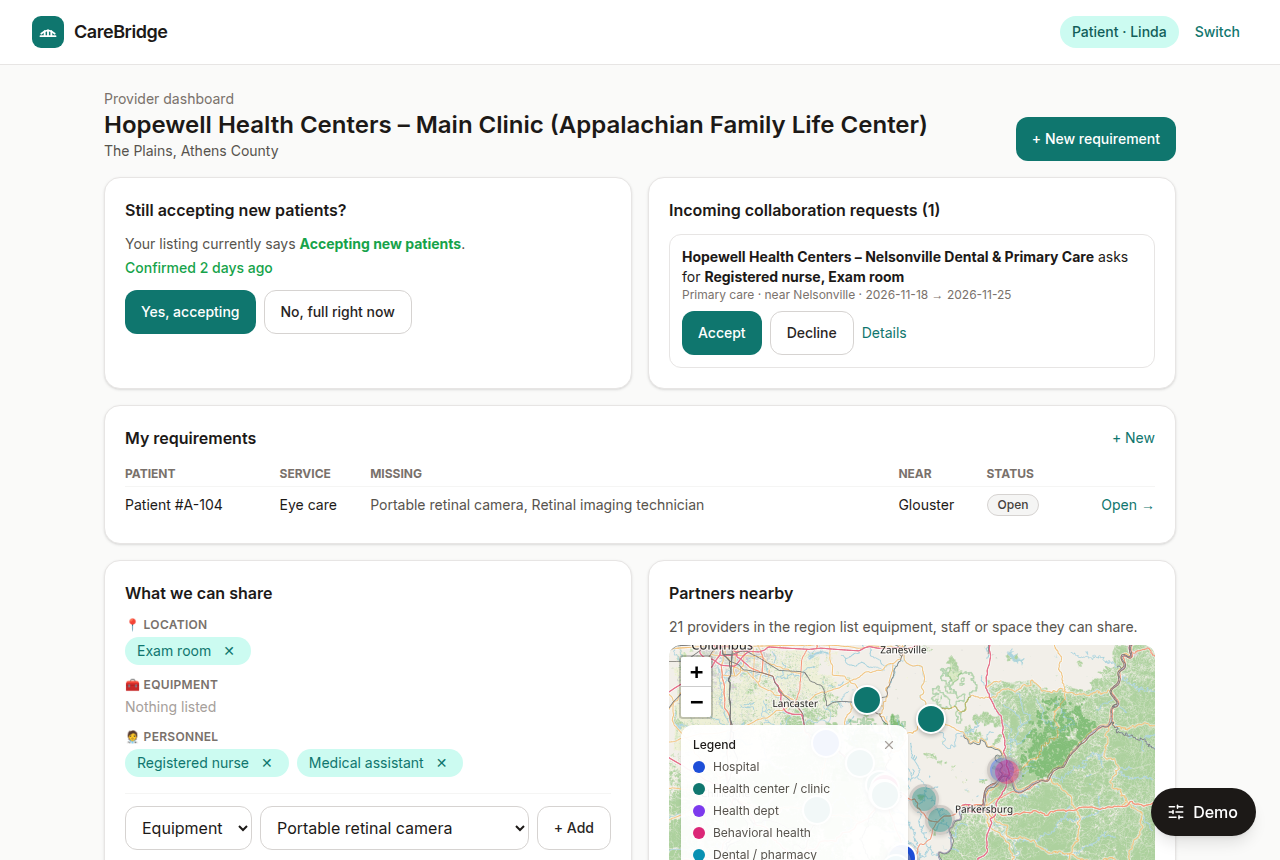 CareBridge
Patient · Linda
Switch
Provider dashboard
Hopewell Health Centers – Main Clinic (Appalachian Family Life Center)
The Plains, Athens County
+ New requirement
Still accepting new patients?
Your listing currently says Accepting new patients.
Confirmed 2 days ago
Yes, accepting
No, full right now
Incoming collaboration requests (1)
Hopewell Health Centers – Nelsonville Dental & Primary Care asks
for Registered nurse, Exam room
Primary care · near Nelsonville · 2026-11-18 → 2026-11-25
Accept
Decline
Details
My requirements
+ New
PATIENT SERVICE MISSING NEAR STATUS
Patient #A-104 Eye care Portable retinal camera, Retinal imaging technician Glouster Open Open →
What we can share
📍 LOCATION
Exam room ✕
🧰 EQUIPMENT
Nothing listed
🧑‍⚕️ PERSONNEL
Registered nurse ✕
Medical assistant ✕
Equipment
Portable retinal camera
+ Add
Partners nearby
21 providers in the region list equipment, staff or space they can share.
Columbus
Zanesville
Lancaster
Parkersburg
+
−
Legend ×
Hospital
Health center / clinic
Health dept
Behavioral health
Dental / pharmacy
Demo